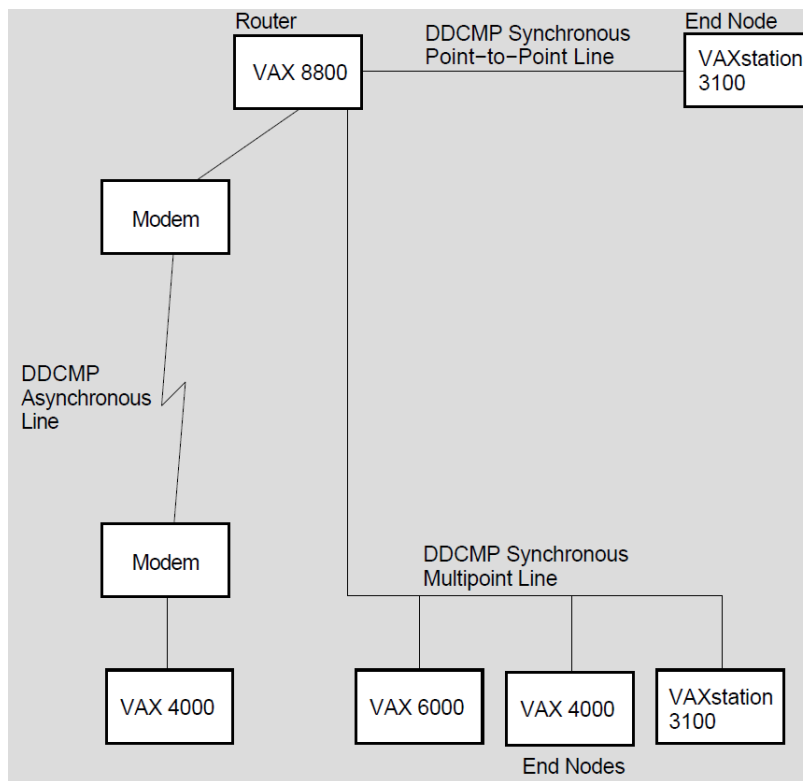 Router
VAX 8800
DDCMP Synchronous
Point-to-Point Line
End Node
VAXstation
3100
Modem
DDCMP
Asynchronous
Line
Modem
DDCMP Synchronous
Multipoint Line
VAX 4000
VAX 6000
VAX 4000
VAXstation
3100
End Nodes